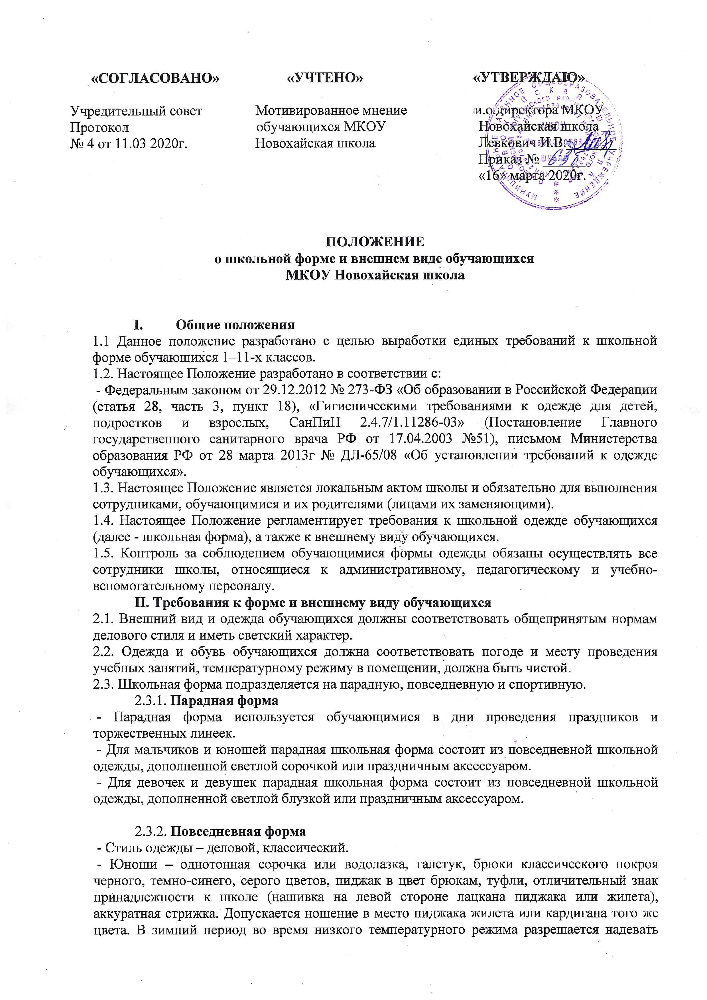 «СОГЛАСОВАНО» «УЧТЕНО» «УТВЕРЖДАЮ»
Учредительный совет Мотивированное мнение и.о.директора МКОУ
Протокол обучающихся МКОУ Новохайская школа
№ 4 от 11.03 2020г. Новохайская школа Левкович И.В.
Приказ №
«16» марта 2020г.
МУНИЦИПАЛЬНОЕ КАЗЕННОЕ ОБЩЕОБРАЗОВАТЕЛЬНОЕ УЧРЕЖДЕНИЕ
МКОУ
школа
ПОЛОЖЕНИЕ
о школьной форме и внешнем виде обучающихся
МКОУ Новохайская школа
I. Общие положения
1.1 Данное положение разработано с целью выработки единых требований к школьной
форме обучающихся 1–11-х классов.
1.2. Настоящее Положение разработано в соответствии с:
- Федеральным законом от 29.12.2012 № 273-ФЗ «Об образовании в Российской Федерации
(статья 28, часть 3, пункт 18), «Гигиеническими требованиями к одежде для детей,
подростков и взрослых, СанПиН 2.4.7/1.11286-03» (Постановление Главного
государственного санитарного врача РФ от 17.04.2003 №51), письмом Министерства
образования РФ от 28 марта 2013г № ДЛ-65/08 «Об установлении требований к одежде
обучающихся».
1.3. Настоящее Положение является локальным актом школы и обязательно для выполнения
сотрудниками, обучающимися и их родителями (лицами их заменяющими).
1.4. Настоящее Положение регламентирует требования к школьной одежде обучающихся
(далее - школьная форма), а также к внешнему виду обучающихся.
1.5. Контроль за соблюдением обучающимися формы одежды обязаны осуществлять все
сотрудники школы, относящиеся к административному, педагогическому и учебно-
вспомогательному персоналу.
II. Требования к форме и внешнему виду обучающихся
2.1. Внешний вид и одежда обучающихся должны соответствовать общепринятым нормам
делового стиля и иметь светский характер.
2.2. Одежда и обувь обучающихся должна соответствовать погоде и месту проведения
учебных занятий, температурному режиму в помещении, должна быть чистой.
2.3. Школьная форма подразделяется на парадную, повседневную и спортивную.
2.3.1. Парадная форма
- Парадная форма используется обучающимися в дни проведения праздников и
торжественных линеек.
- Для мальчиков и юношей парадная школьная форма состоит из повседневной школьной
одежды, дополненной светлой сорочкой или праздничным аксессуаром.
- Для девочек и девушек парадная школьная форма состоит из повседневной школьной
одежды, дополненной светлой блузкой или праздничным аксессуаром.
2.3.2. Повседневная форма
- Стиль одежды – деловой, классический.
- Юноши – однотонная сорочка или водолазка, галстук, брюки классического покроя
черного, темно-синего, серого цветов, пиджак в цвет брюкам, туфли, отличительный знак
принадлежности к школе (нашивка на левой стороне лацкана пиджака или жилета),
аккуратная стрижка. Допускается ношение в место пиджака жилета или кардигана того же
цвета. В зимний период во время низкого температурного режима разрешается надевать